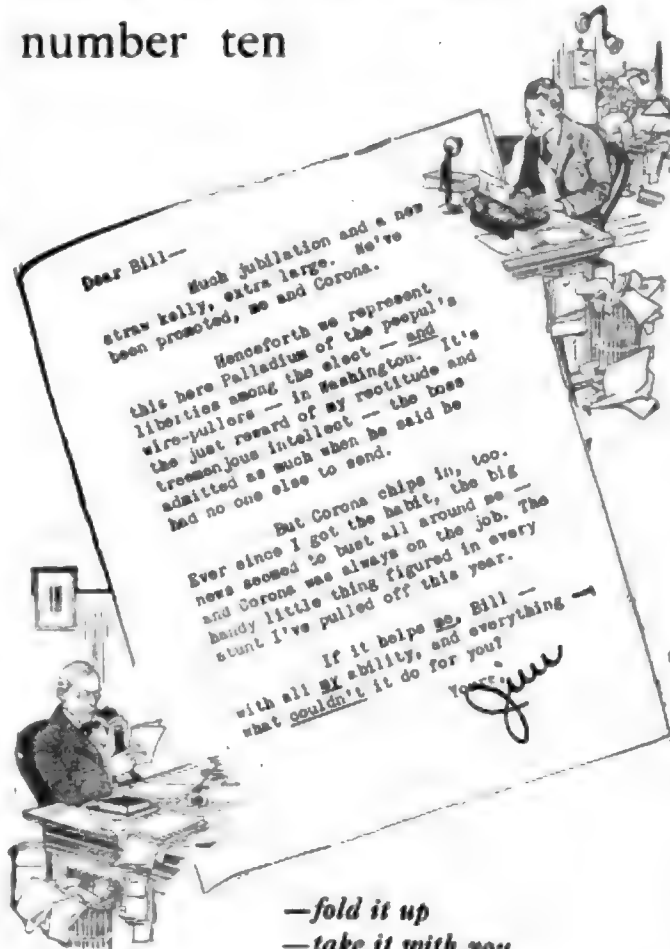 number ten
Dear Bill—
Much jubilation and a new
straw kelly, extra large. We've
been promoted, me and Corona.
Henceforth we represent
this here Palladium of the peepul's
liberties among the elect — and
wire-pullers — in Washington. It's
the just reward of my rectitude and
treemenjous intellect — the boss
admitted as much when he said he
had no one else to send.
But Corona chips in, too.
Ever since I got the habit, the big
news seemed to bust all around me —
and Corona was always on the job. The
handy little thing figured in every
stunt I've pulled off this year.
If it helps me, Bill —
with all my ability, and everything —
what couldn't it do for you?
Yours,
Jim
—fold it up
—take it with you